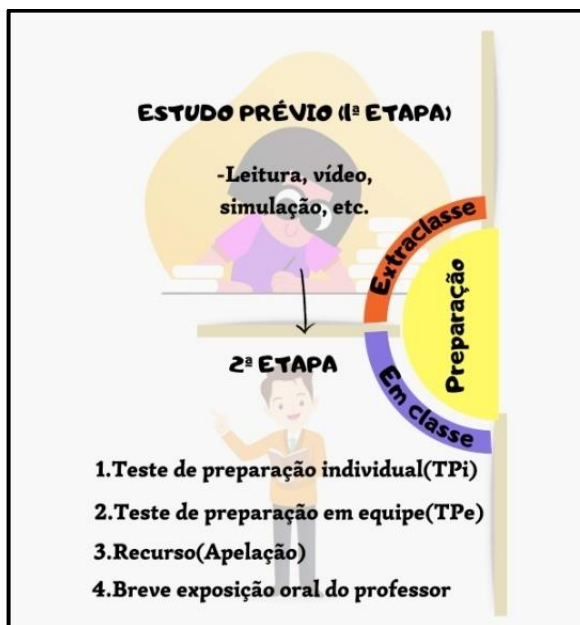 ESTUDO PRÉVIO (1ª ETAPA)
-Leitura, vídeo,
simulação, etc.
Extraclasse
Preparação
Em classe
2ª ETAPA
1.Teste de preparação individual(TPi)
2.Teste de preparação em equipe(TPe)
3.Recurso(Apelação)
4.Breve exposição oral do professor